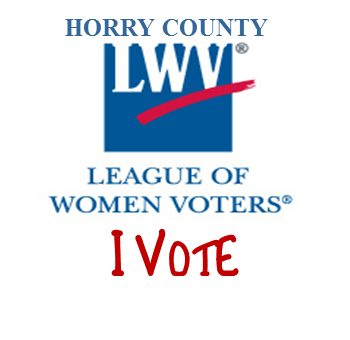 HORRY COUNTY
LWV®
LEAGUE OF
WOMEN VOTERS®
I VOTE